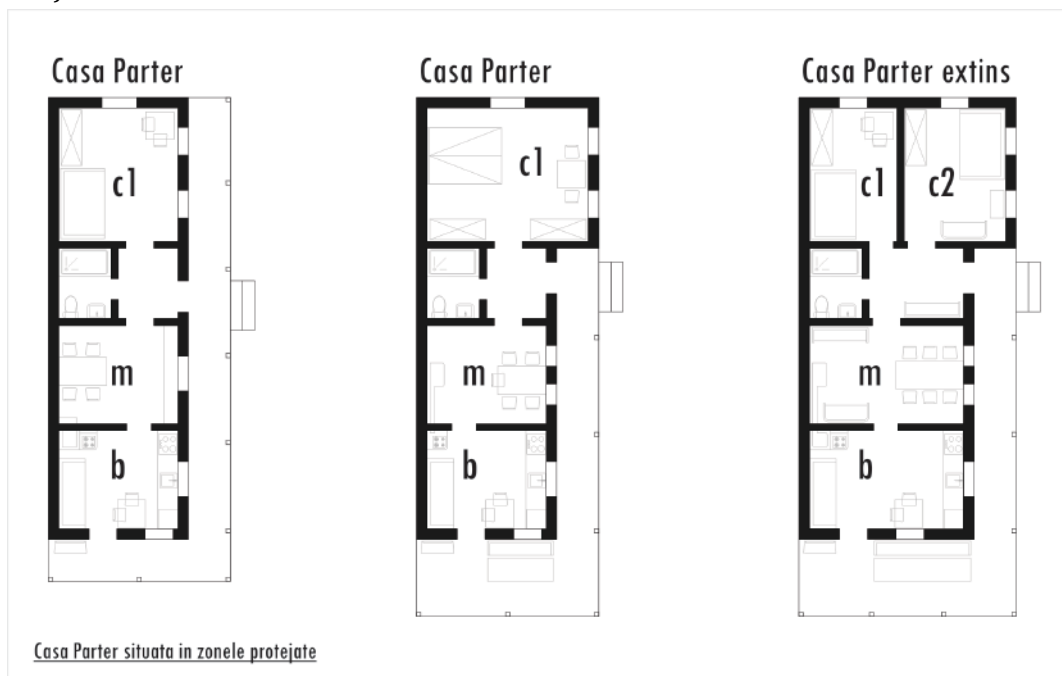 Casa Parter
Casa Parter
Casa Parter extins
c1
c1
c1
c2
m
m
m
b
b
b
Casa Parter situata in zonele protejate